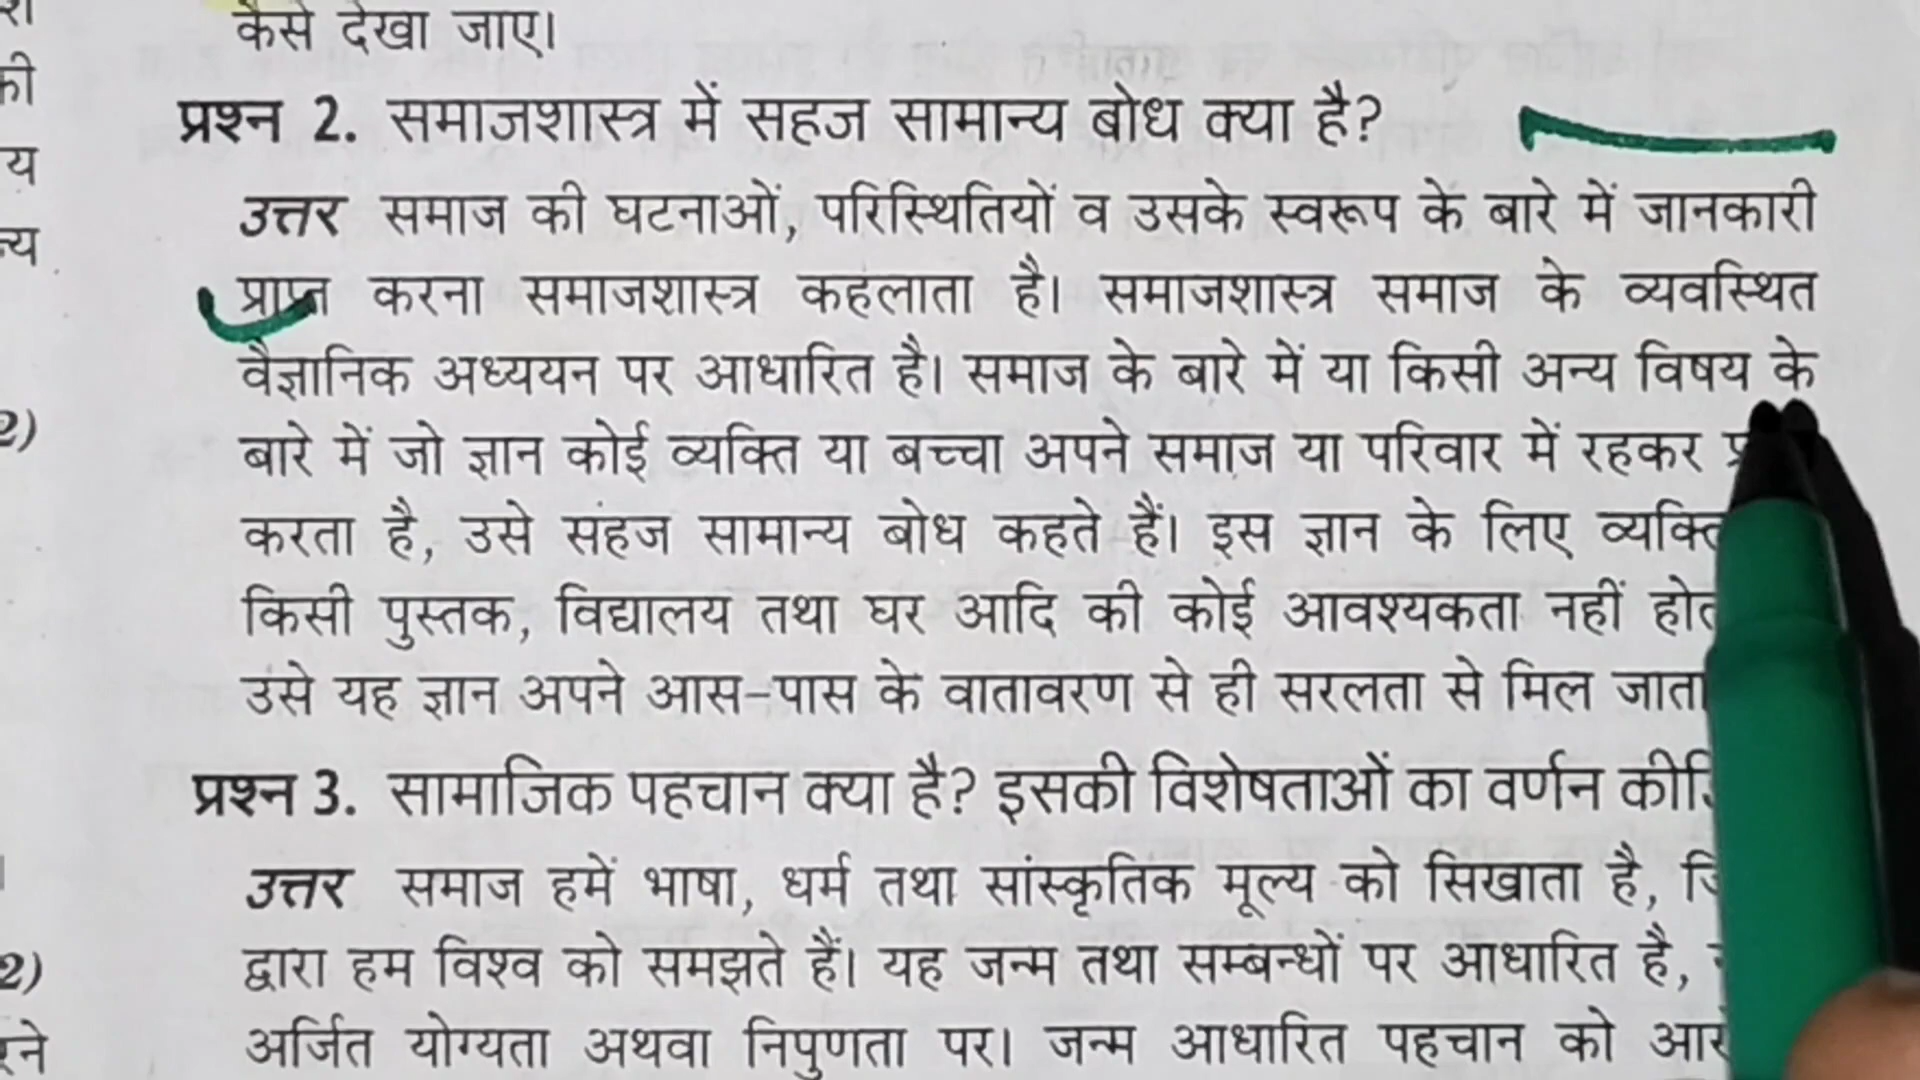 कैसे देखा जाए।
की
प्रश्न 2. समाजशास्त्र में सहज सामान्य बोध क्या है?
य
उत्तर समाज की घटनाओं, परिस्थितियों व उसके स्वरूप के बारे में जानकारी
न्य
प्राप्त करना समाजशास्त्र कहलाता है। समाजशास्त्र समाज के व्यवस्थित
वैज्ञानिक अध्ययन पर आधारित है। समाज के बारे में या किसी अन्य विषय के
2)
बारे में जो ज्ञान कोई व्यक्ति या बच्चा अपने समाज या परिवार में रहकर
करता है, उसे सहज सामान्य बोध कहते हैं। इस ज्ञान के लिए व्यक्ति
किसी पुस्तक, विद्यालय तथा घर आदि की कोई आवश्यकता नहीं
उसे यह ज्ञान अपने आस-पास के वातावरण से ही सरलता से मिल जाता
प्रश्न 3. सामाजिक पहचान क्या है? इसकी विशेषताओं का वर्णन
उत्तर समाज हमें भाषा, धर्म तथा सांस्कृतिक मूल्य को सिखाता है,
2)
द्वारा हम विश्व को समझते हैं। यह जन्म तथा सम्बन्धों पर आधारित है,
रने
अर्जित योग्यता अथवा निपुणता पर। जन्म आधारित पहचान को